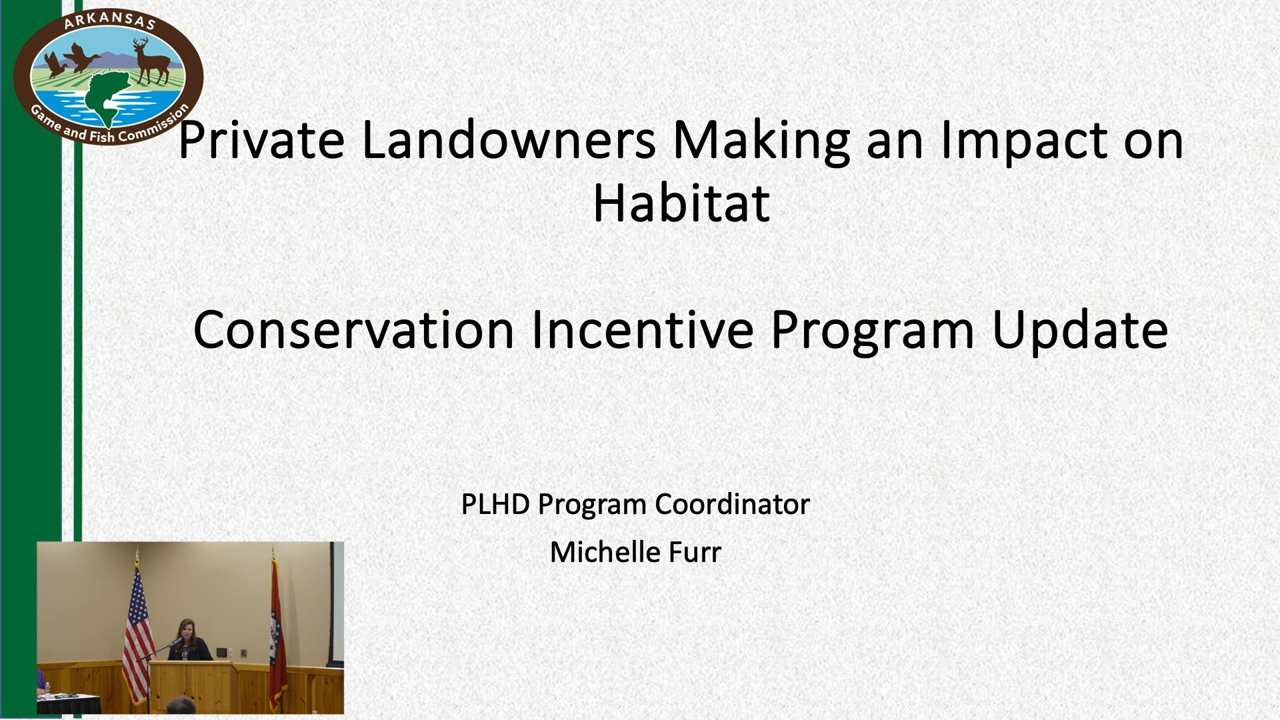 ARKANSAS
Game and Fish Commission
Private Landowners Making an Impact on
Habitat
Conservation Incentive Program Update
PLHD Program Coordinator
Michelle Furr